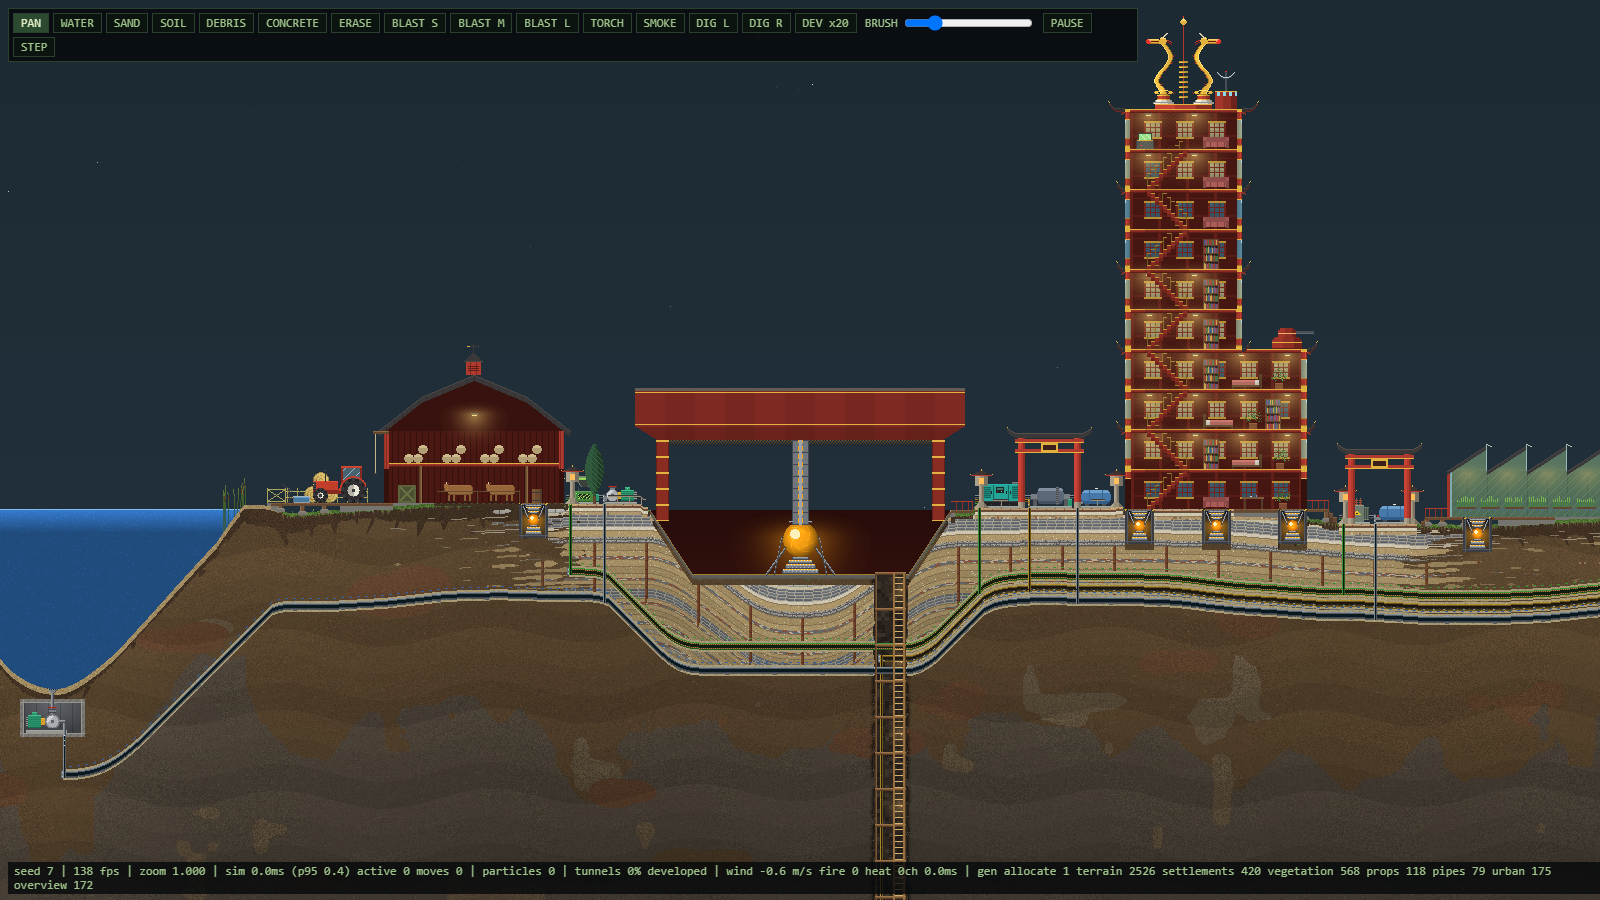 PAN WATER SAND SOIL DEBRIS CONCRETE ERASE BLAST S BLAST M BLAST L TORCH SMOKE DIG L DIG R DEV x20 BRUSH PAUSE
STEP
seed 7 | 138 fps | zoom 1.000 | sim 0.0ms (p95 0.4) active 0 moves 0 | particles 0 | tunnels 0% developed | wind -0.6 m/s fire 0 heat 0ch 0.0ms | gen allocate 1 terrain 2526 settlements 420 vegetation 568 props 118 pipes 79 urban 175
overview 172